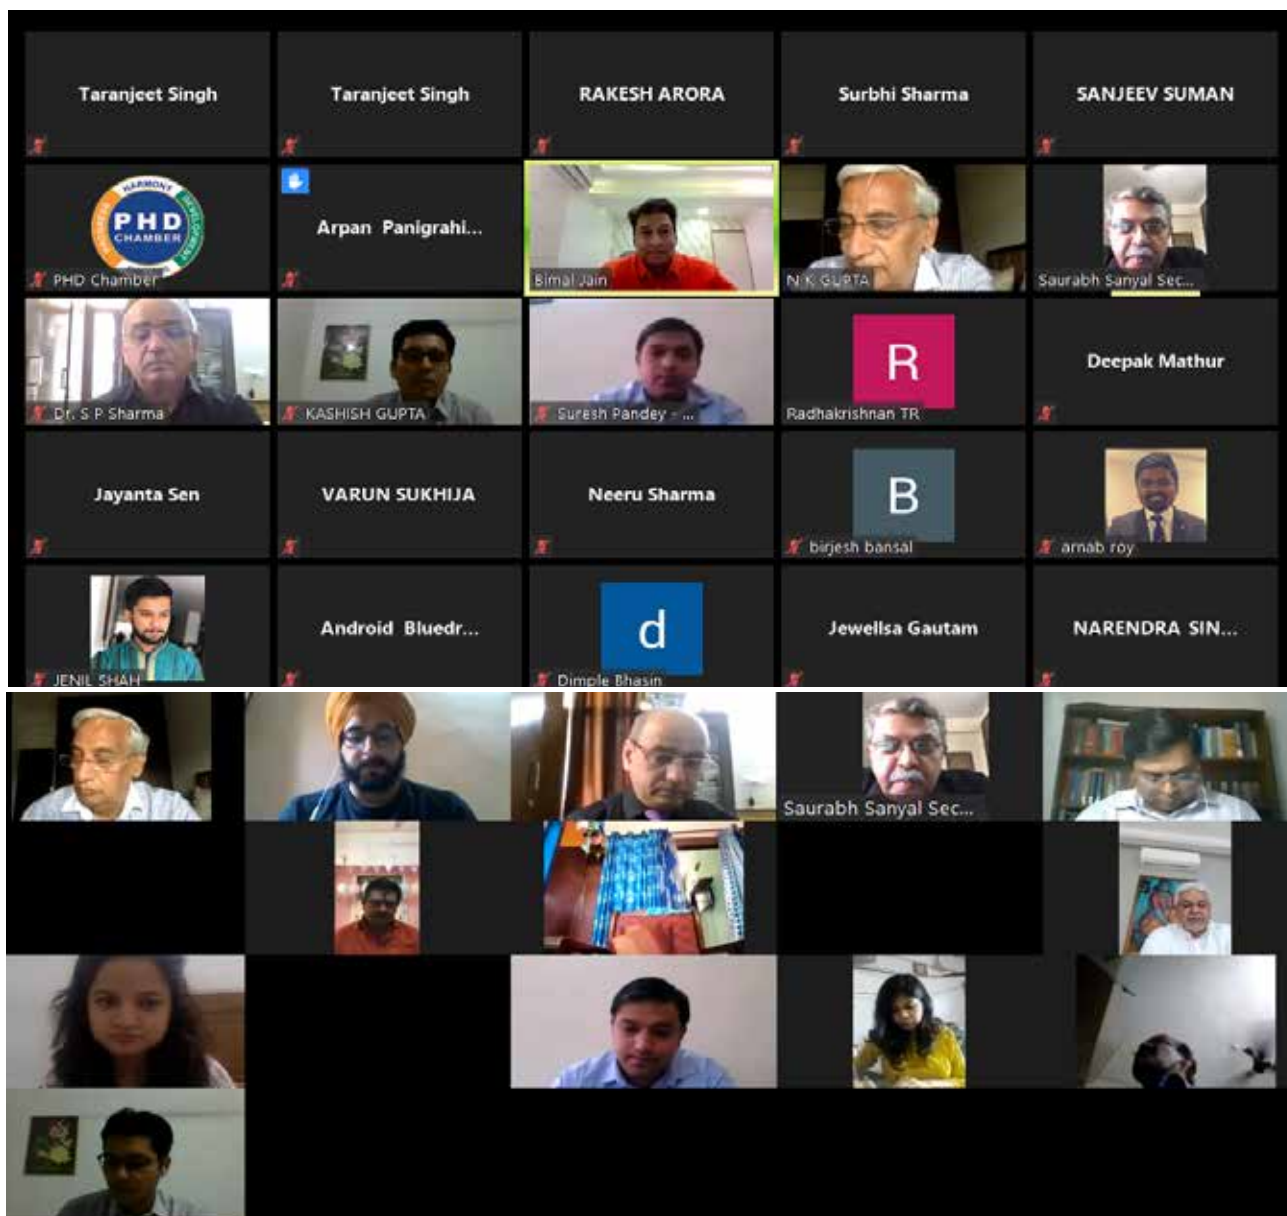 Taranjeet Singh
Taranjeet Singh
RAKESH ARORA
Surbhi Sharma
SANJEEV SUMAN
HARMONY
DEVELOPMENT
PHD
CHAMBER
PHD Chamber
Arpan Panigrahi...
Bimal Jain
N K GUPTA
Saurabh Sanyal Sec...
Dr. S P Sharma
KASHISH GUPTA
Suresh Pandey - ...
R
Radhakrishnan TR
Deepak Mathur
Jayanta Sen
VARUN SUKHIJA
Neeru Sharma
B
birjesh bansal
arnab roy
JENIL SHAH
Android Bluedr...
d
Dimple Bhasin
Jewellsa Gautam
NARENDRA SIN...
Saurabh Sanyal Sec...